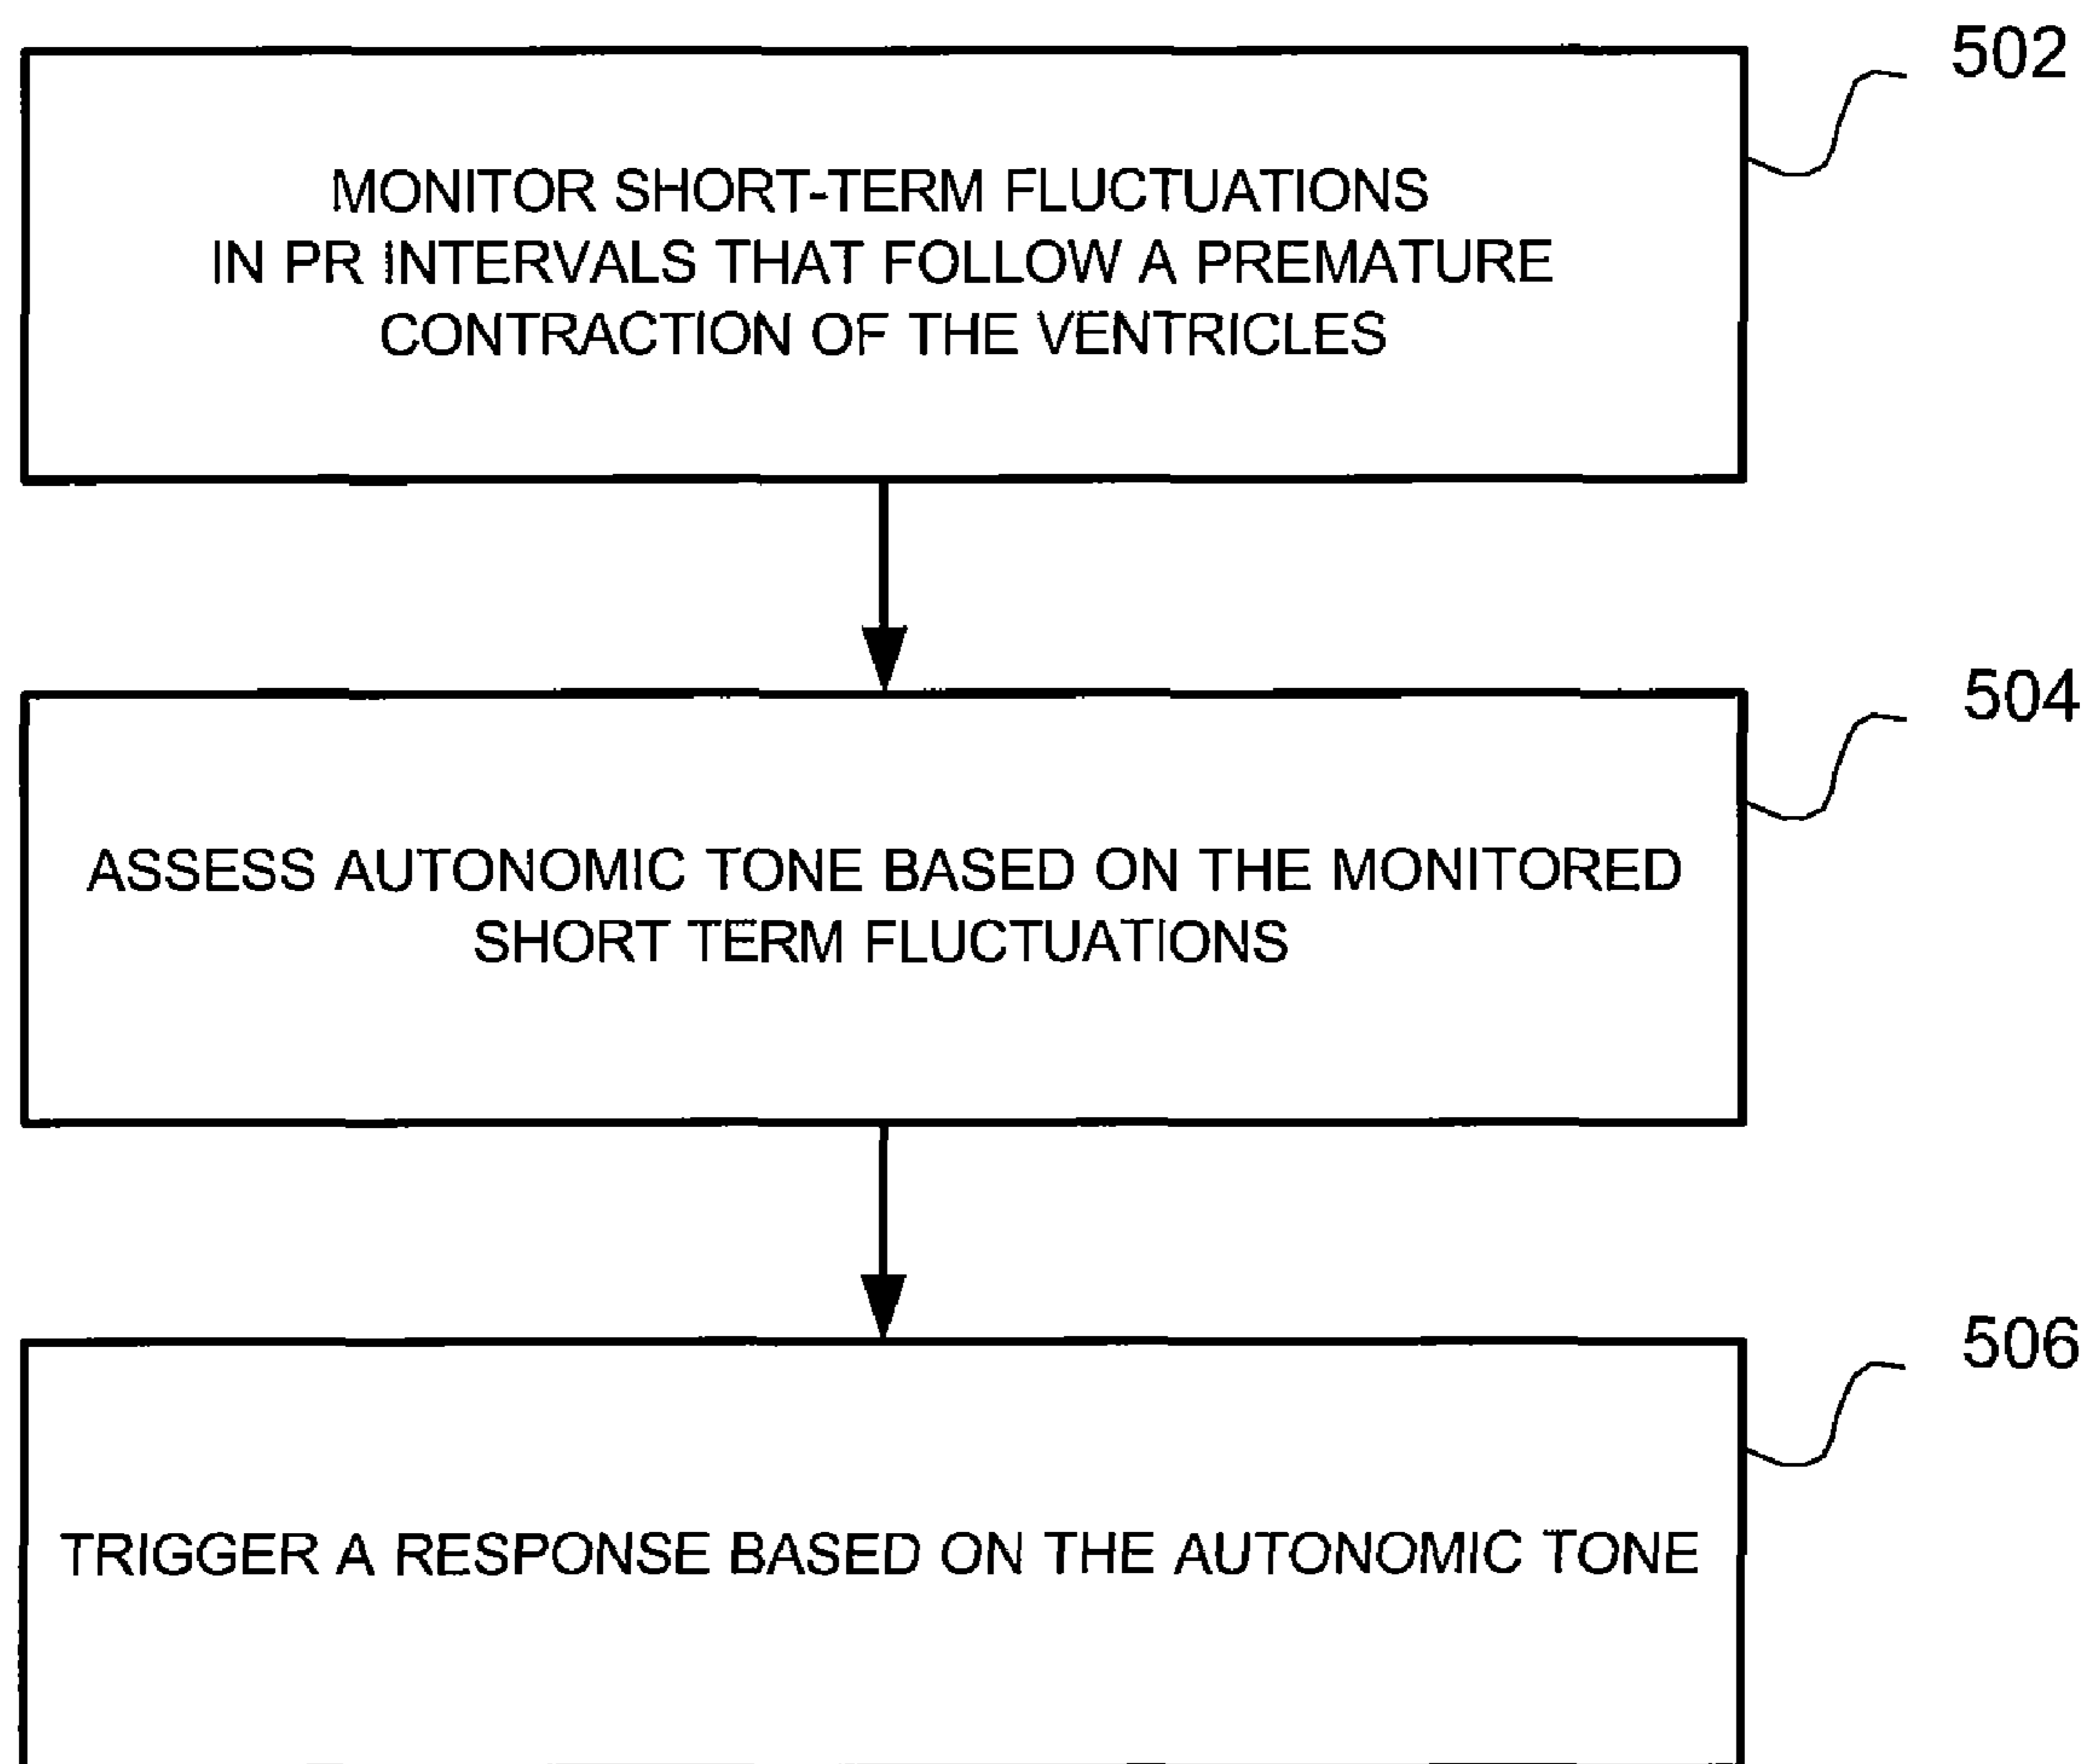 502
MONITOR SHORT-TERM FLUCTUATIONS
IN PR INTERVALS THAT FOLLOW A PREMATURE
CONTRACTION OF THE VENTRICLES
504
ASSESS AUTONOMIC TONE BASED ON THE MONITORED
SHORT TERM FLUCTUATIONS
506
TRIGGER A RESPONSE BASED ON THE AUTONOMIC TONE